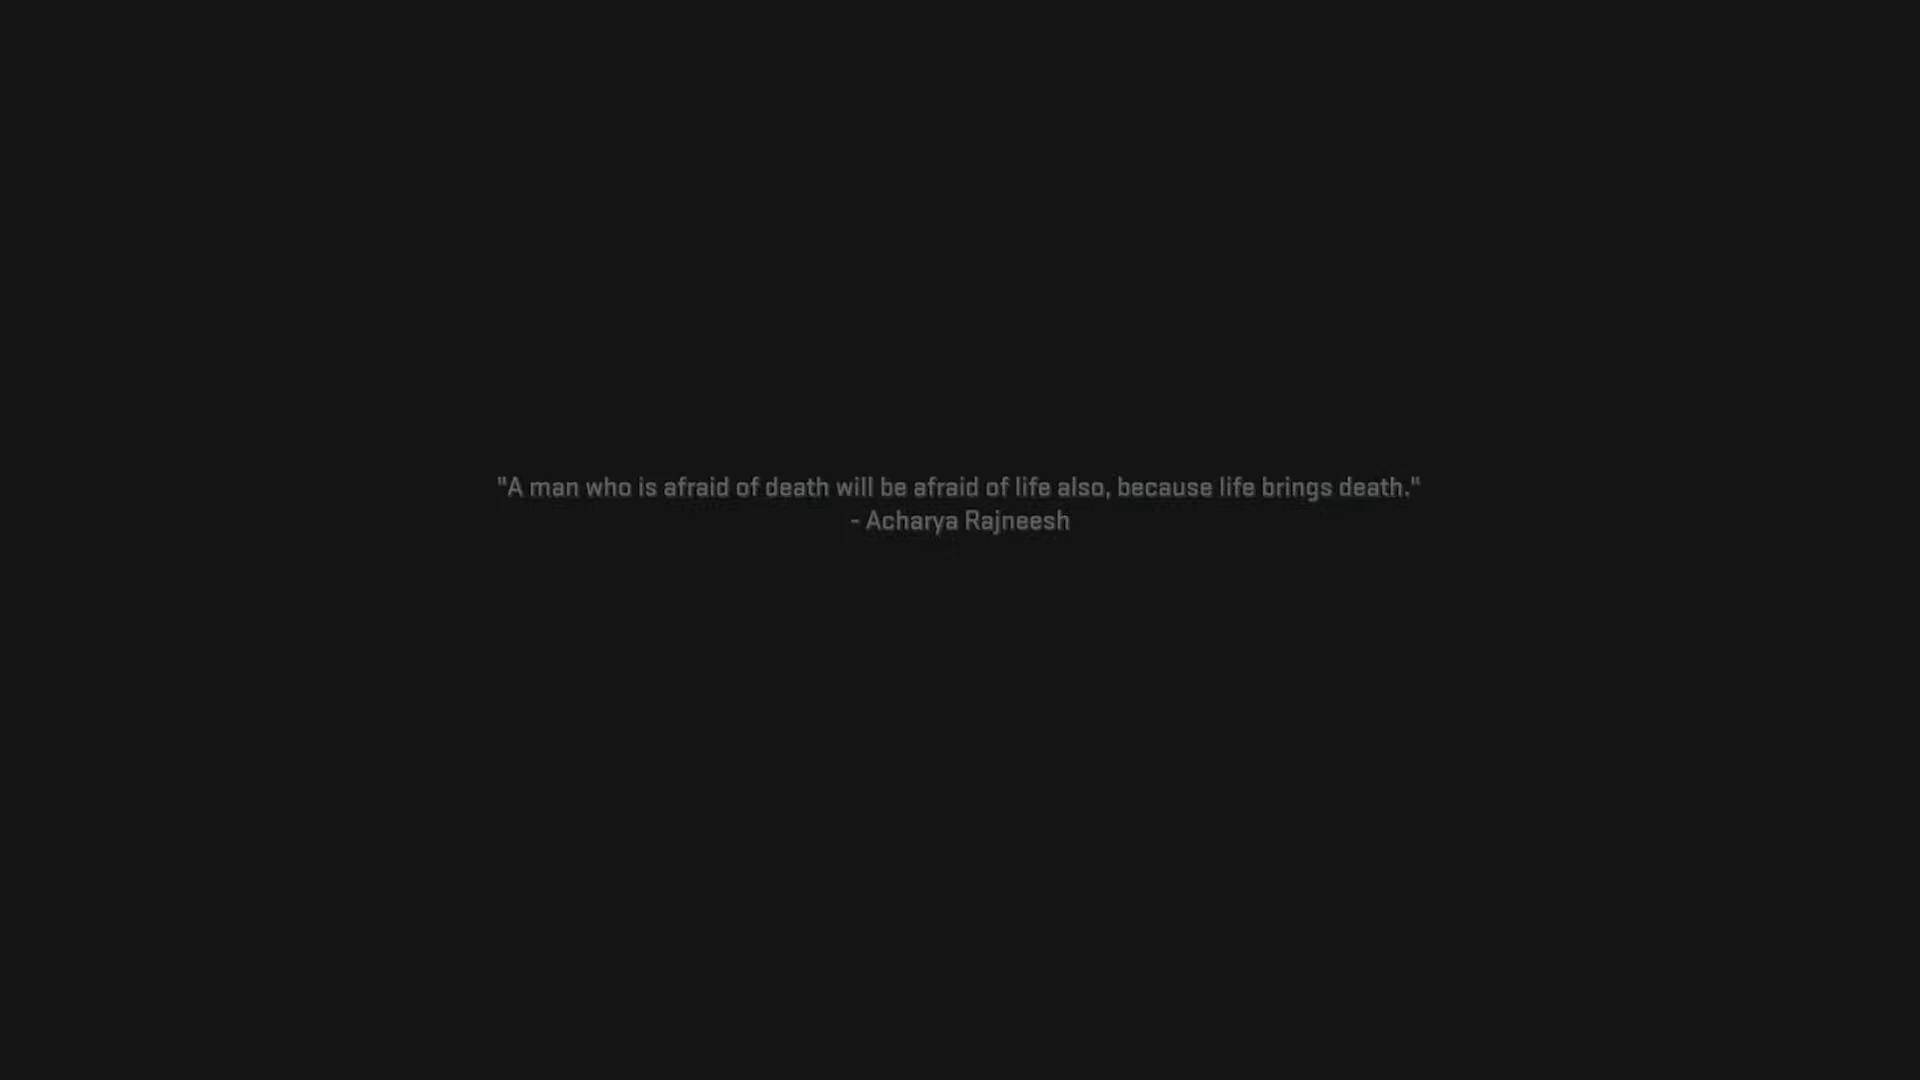 "A man who is afraid of death will be afraid of life also, because life brings death."
- Acharya Rajneesh